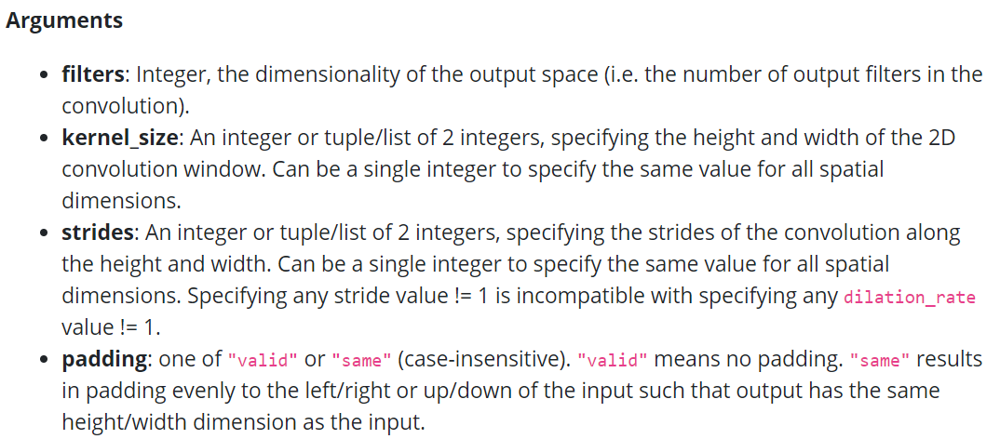 Arguments
• filters: Integer, the dimensionality of the output space (i.e. the number of output filters in the
convolution).
• kernel_size: An integer or tuple/list of 2 integers, specifying the height and width of the 2D
convolution window. Can be a single integer to specify the same value for all spatial
dimensions.
• strides: An integer or tuple/list of 2 integers, specifying the strides of the convolution along
the height and width. Can be a single integer to specify the same value for all spatial
dimensions. Specifying any stride value != 1 is incompatible with specifying any dilation_rate
value != 1.
• padding: one of "valid" or "same" (case-insensitive). "valid" means no padding. "same" results
in padding evenly to the left/right or up/down of the input such that output has the same
height/width dimension as the input.